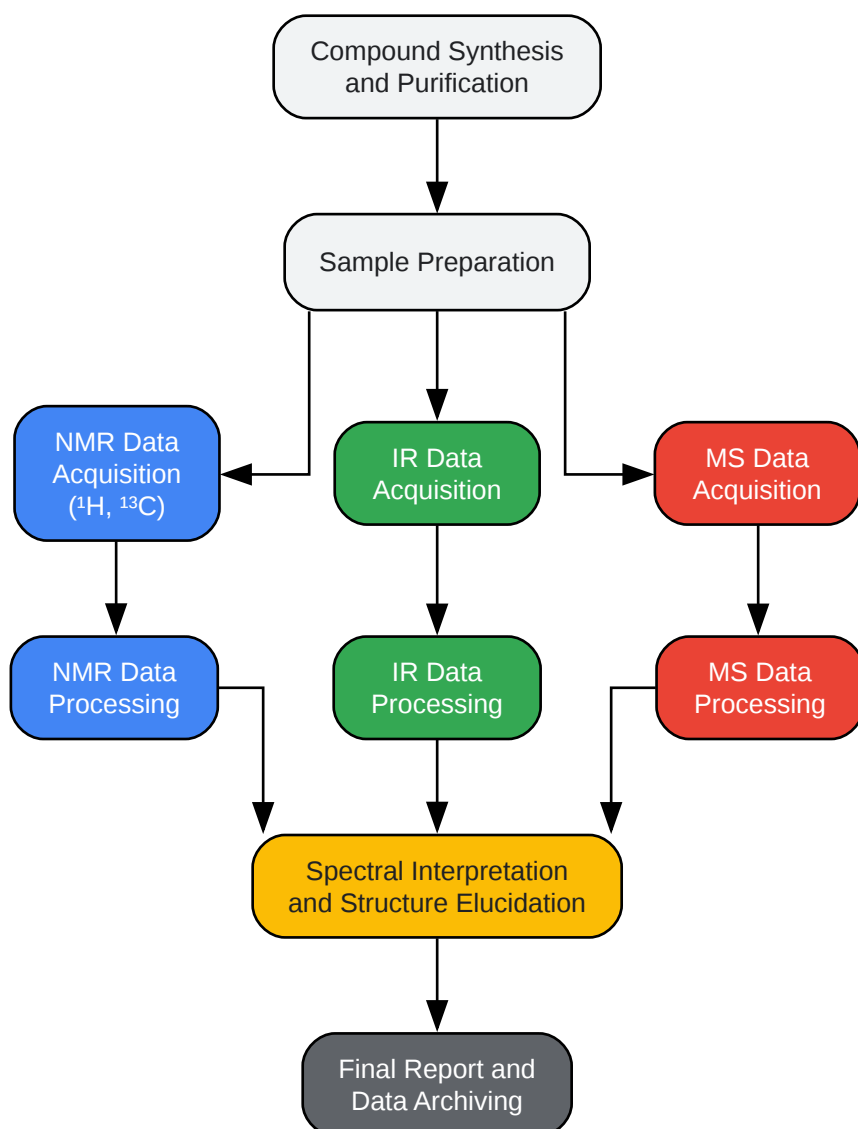 Compound Synthesis
and Purification
Sample Preparation
NMR Data
Acquisition
(¹H, ¹³C)
IR Data
Acquisition
MS Data
Acquisition
NMR Data
Processing
IR Data
Processing
MS Data
Processing
Spectral Interpretation
and Structure Elucidation
Final Report and
Data Archiving